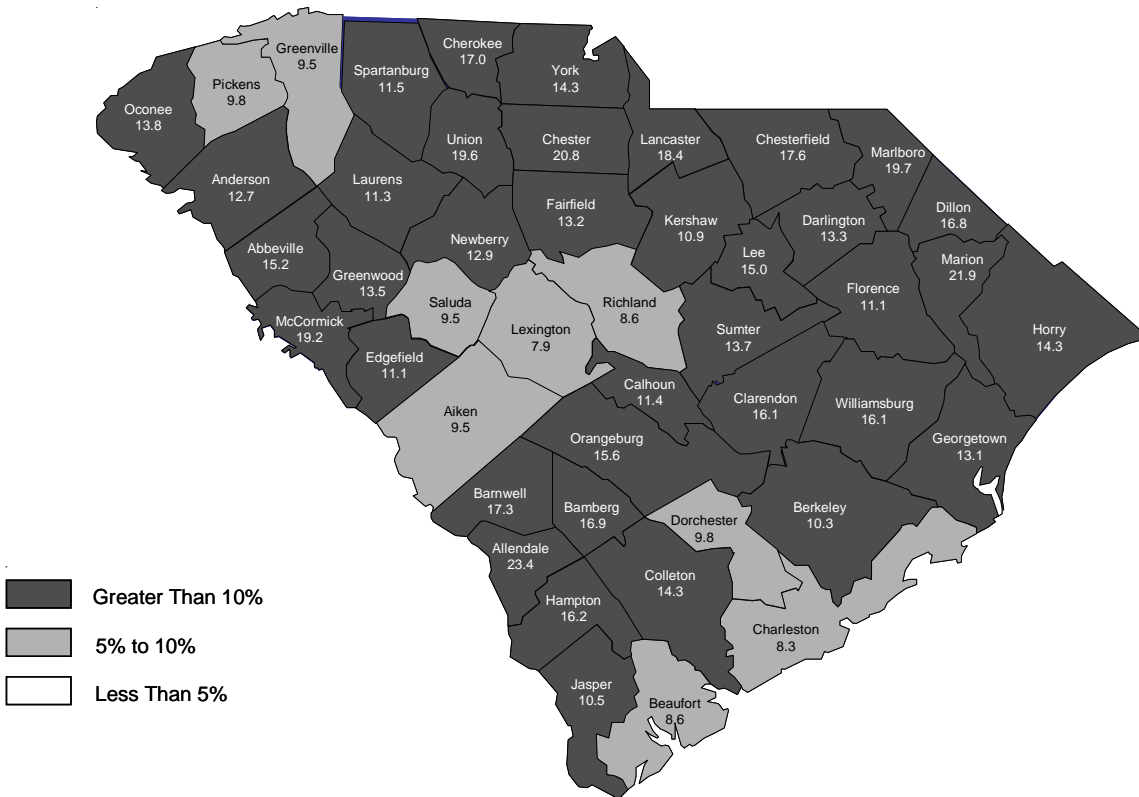 Greenville
9.5
Cherokee
17.0
Spartanburg
11.5
York
14.3
Pickens
9.8
Oconee
13.8
Union
19.6
Chester
20.8
Lancaster
18.4
Chesterfield
17.6
Marlboro
19.7
Anderson
12.7
Laurens
11.3
Fairfield
13.2
Kershaw
10.9
Darlington
13.3
Dillon
16.8
Abbeville
15.2
Newberry
12.9
Lee
15.0
Marion
21.9
Greenwood
13.5
Saluda
9.5
Richland
8.6
Florence
11.1
McCormick
19.2
Lexington
7.9
Sumter
13.7
Horry
14.3
Edgefield
11.1
Calhoun
11.4
Clarendon
16.1
Williamsburg
16.1
Aiken
9.5
Orangeburg
15.6
Georgetown
13.1
Barnwell
17.3
Bamberg
16.9
Dorchester
9.8
Berkeley
10.3
Allendale
23.4
Colleton
14.3
Hampton
16.2
Charleston
8.3
Jasper
10.5
Beaufort
8.6
Greater Than 10%
5% to 10%
Less Than 5%